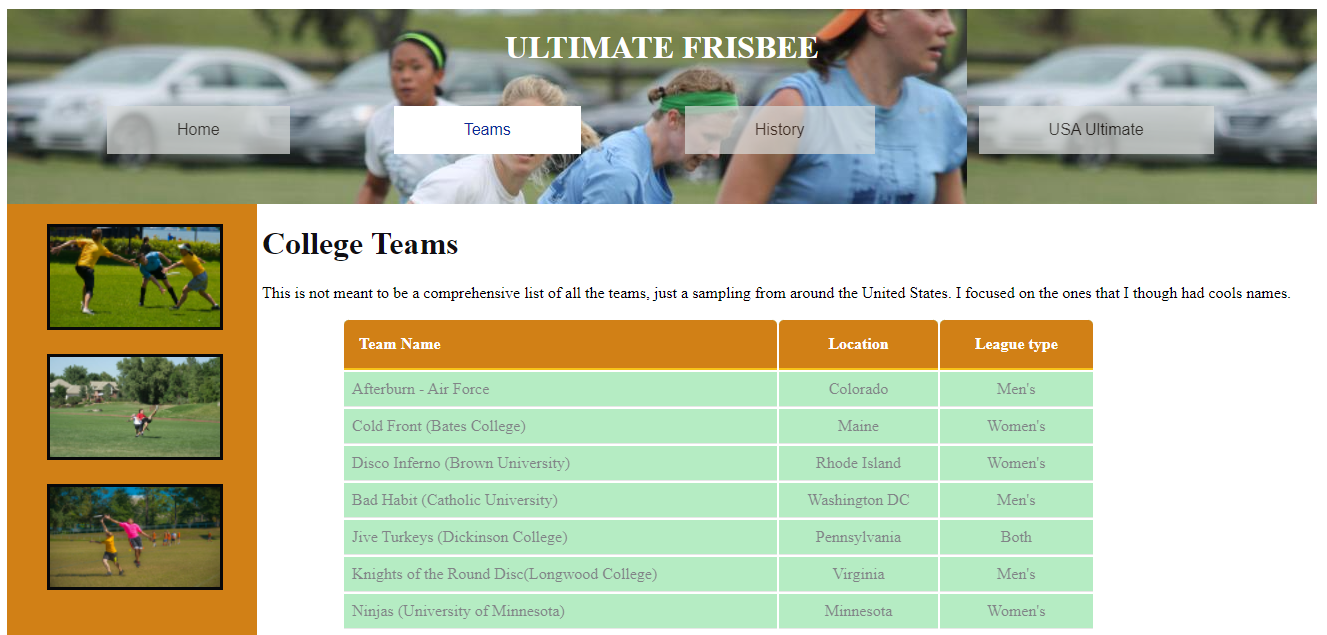 ULTIMATE FRISBEE
Home Teams History USA Ultimate
College Teams
This is not meant to be a comprehensive list of all the teams, just a sampling from around the United States. I focused on the ones that I though had cools names.
Team Name Location League type
Afterburn - Air Force Colorado Men's
Cold Front (Bates College) Maine Women's
Disco Inferno (Brown University) Rhode Island Women's
Bad Habit (Catholic University) Washington DC Men's
Jive Turkeys (Dickinson College) Pennsylvania Both
Knights of the Round Disc(Longwood College) Virginia Men's
Ninjas (University of Minnesota) Minnesota Women's